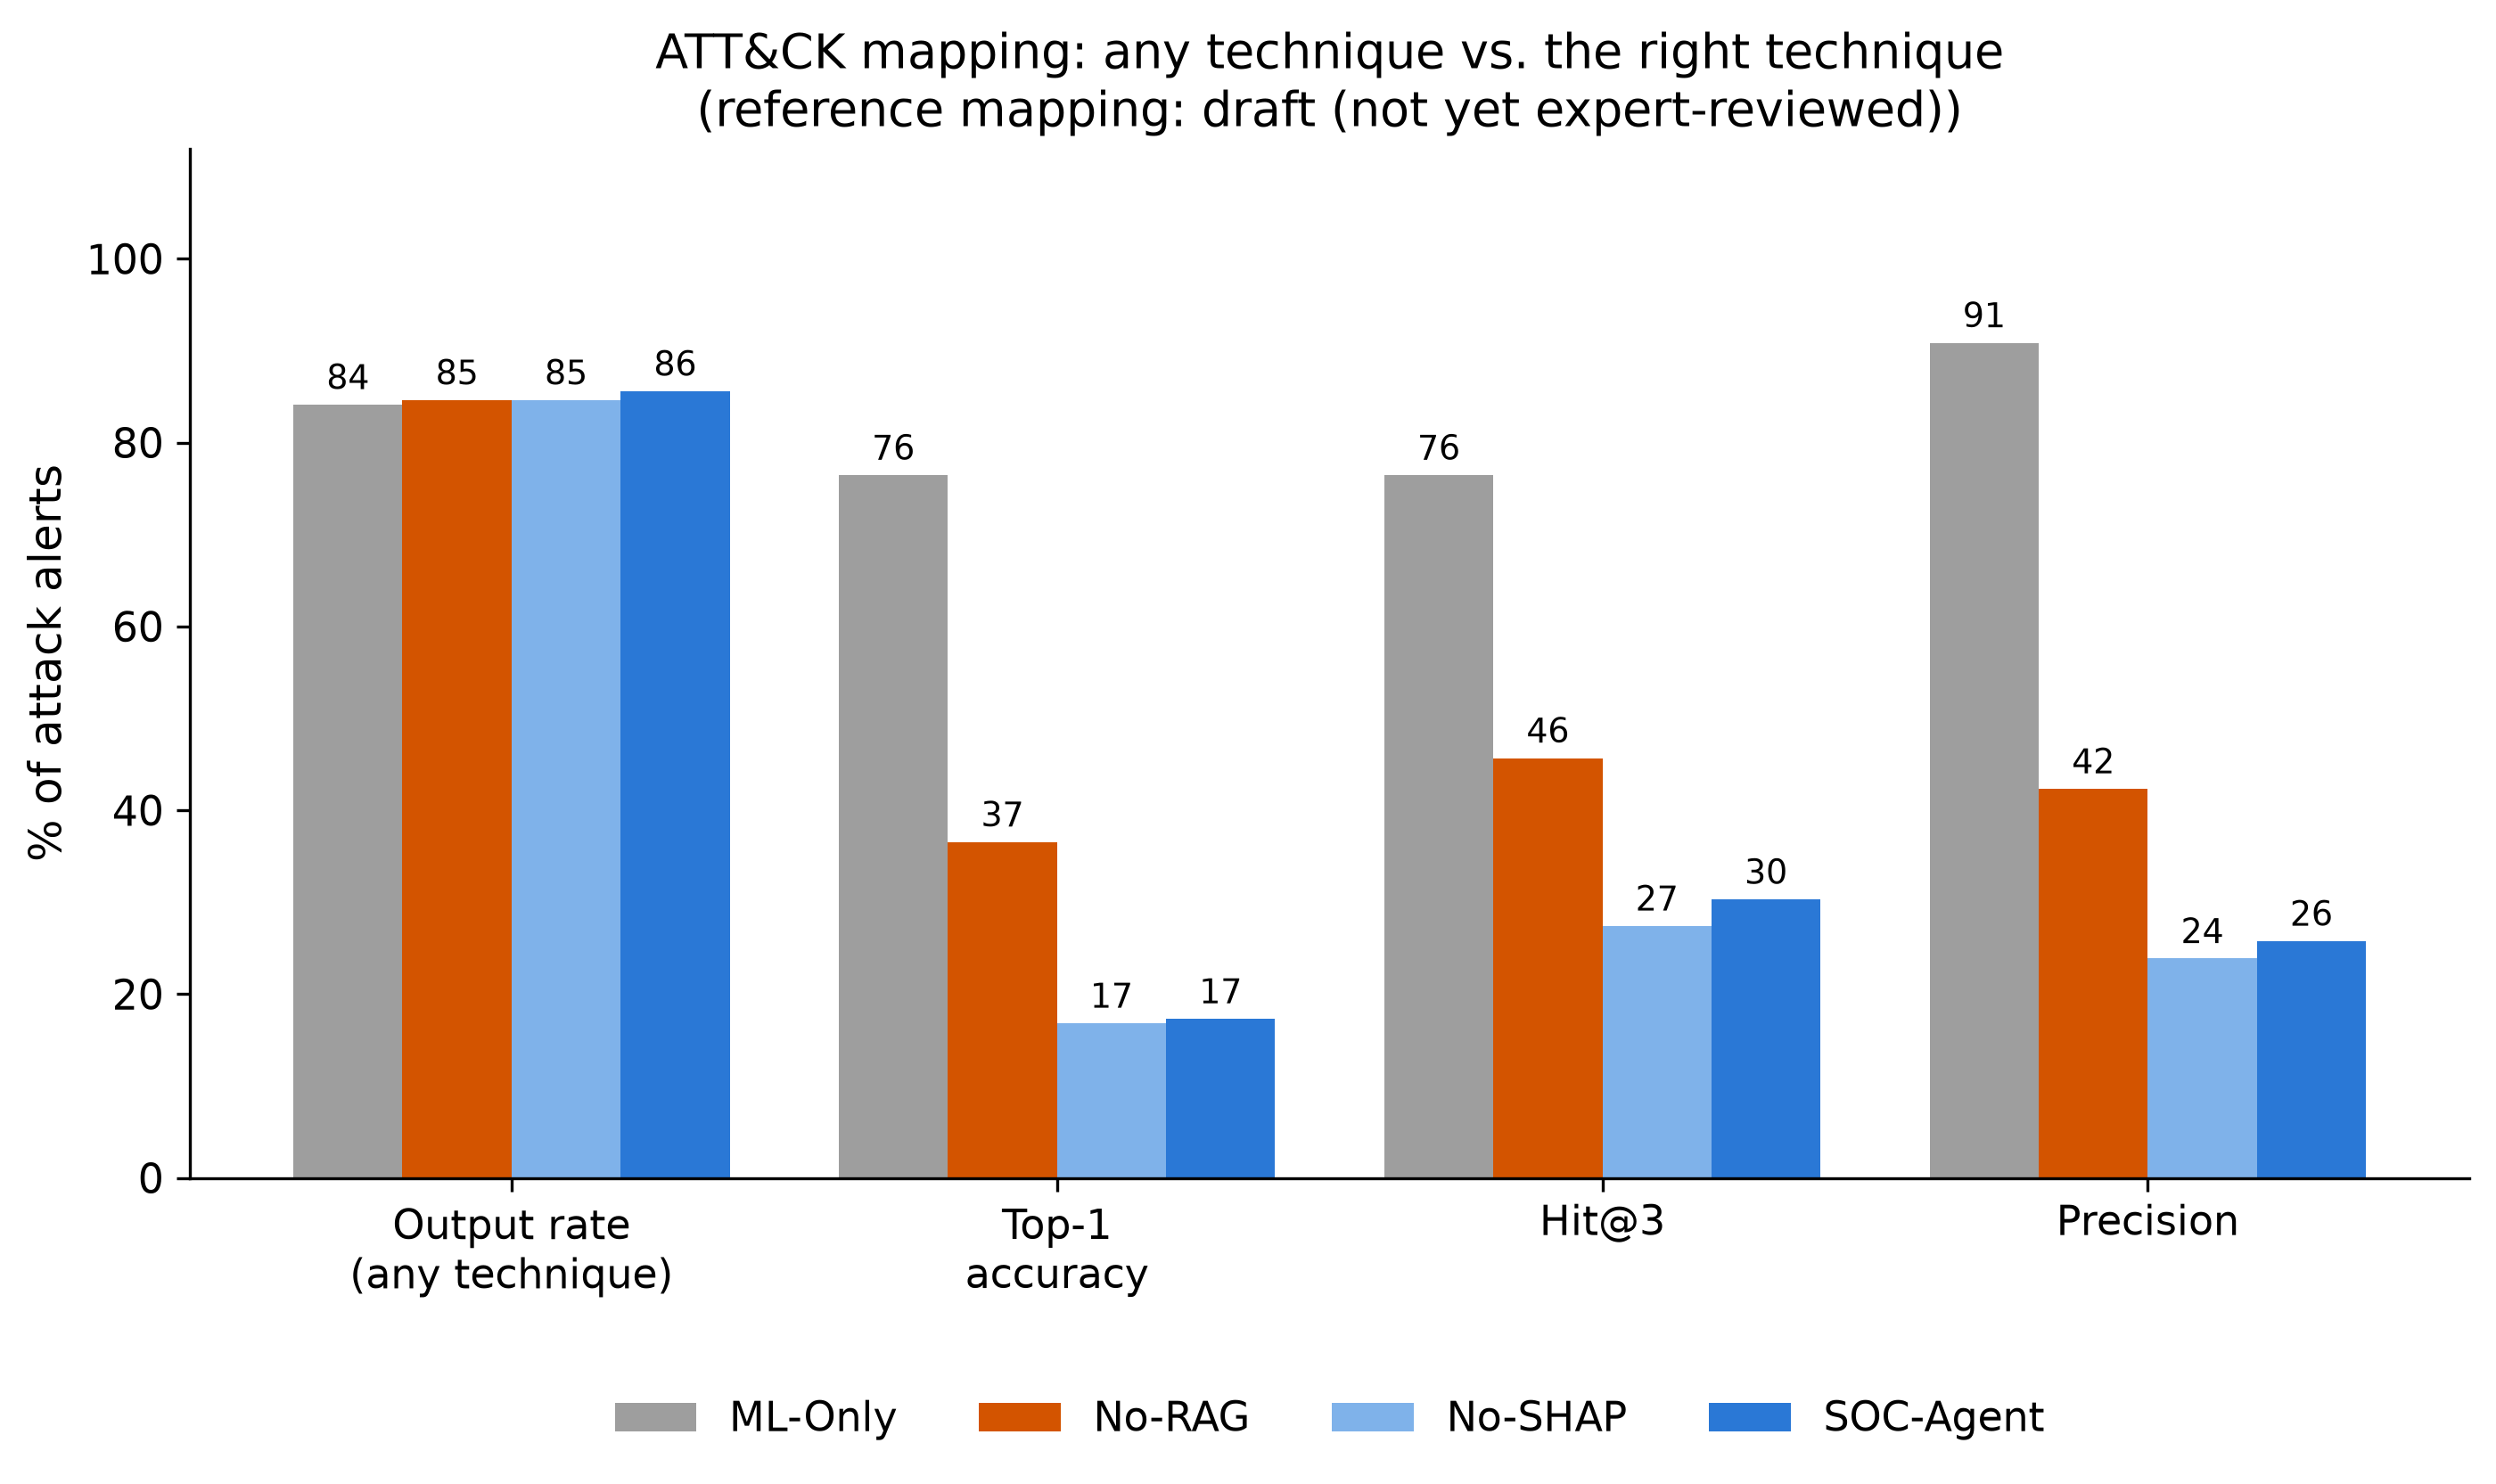 ATT&CK mapping: any technique vs. the right technique
(reference mapping: draft (not yet expert-reviewed))
% of attack alerts
100
80
60
40
20
0
84
85
85
86
76
37
17
17
76
46
27
30
91
42
24
26
Output rate
(any technique)
Top-1
accuracy
Hit@3
Precision
ML-Only
No-RAG
No-SHAP
SOC-Agent